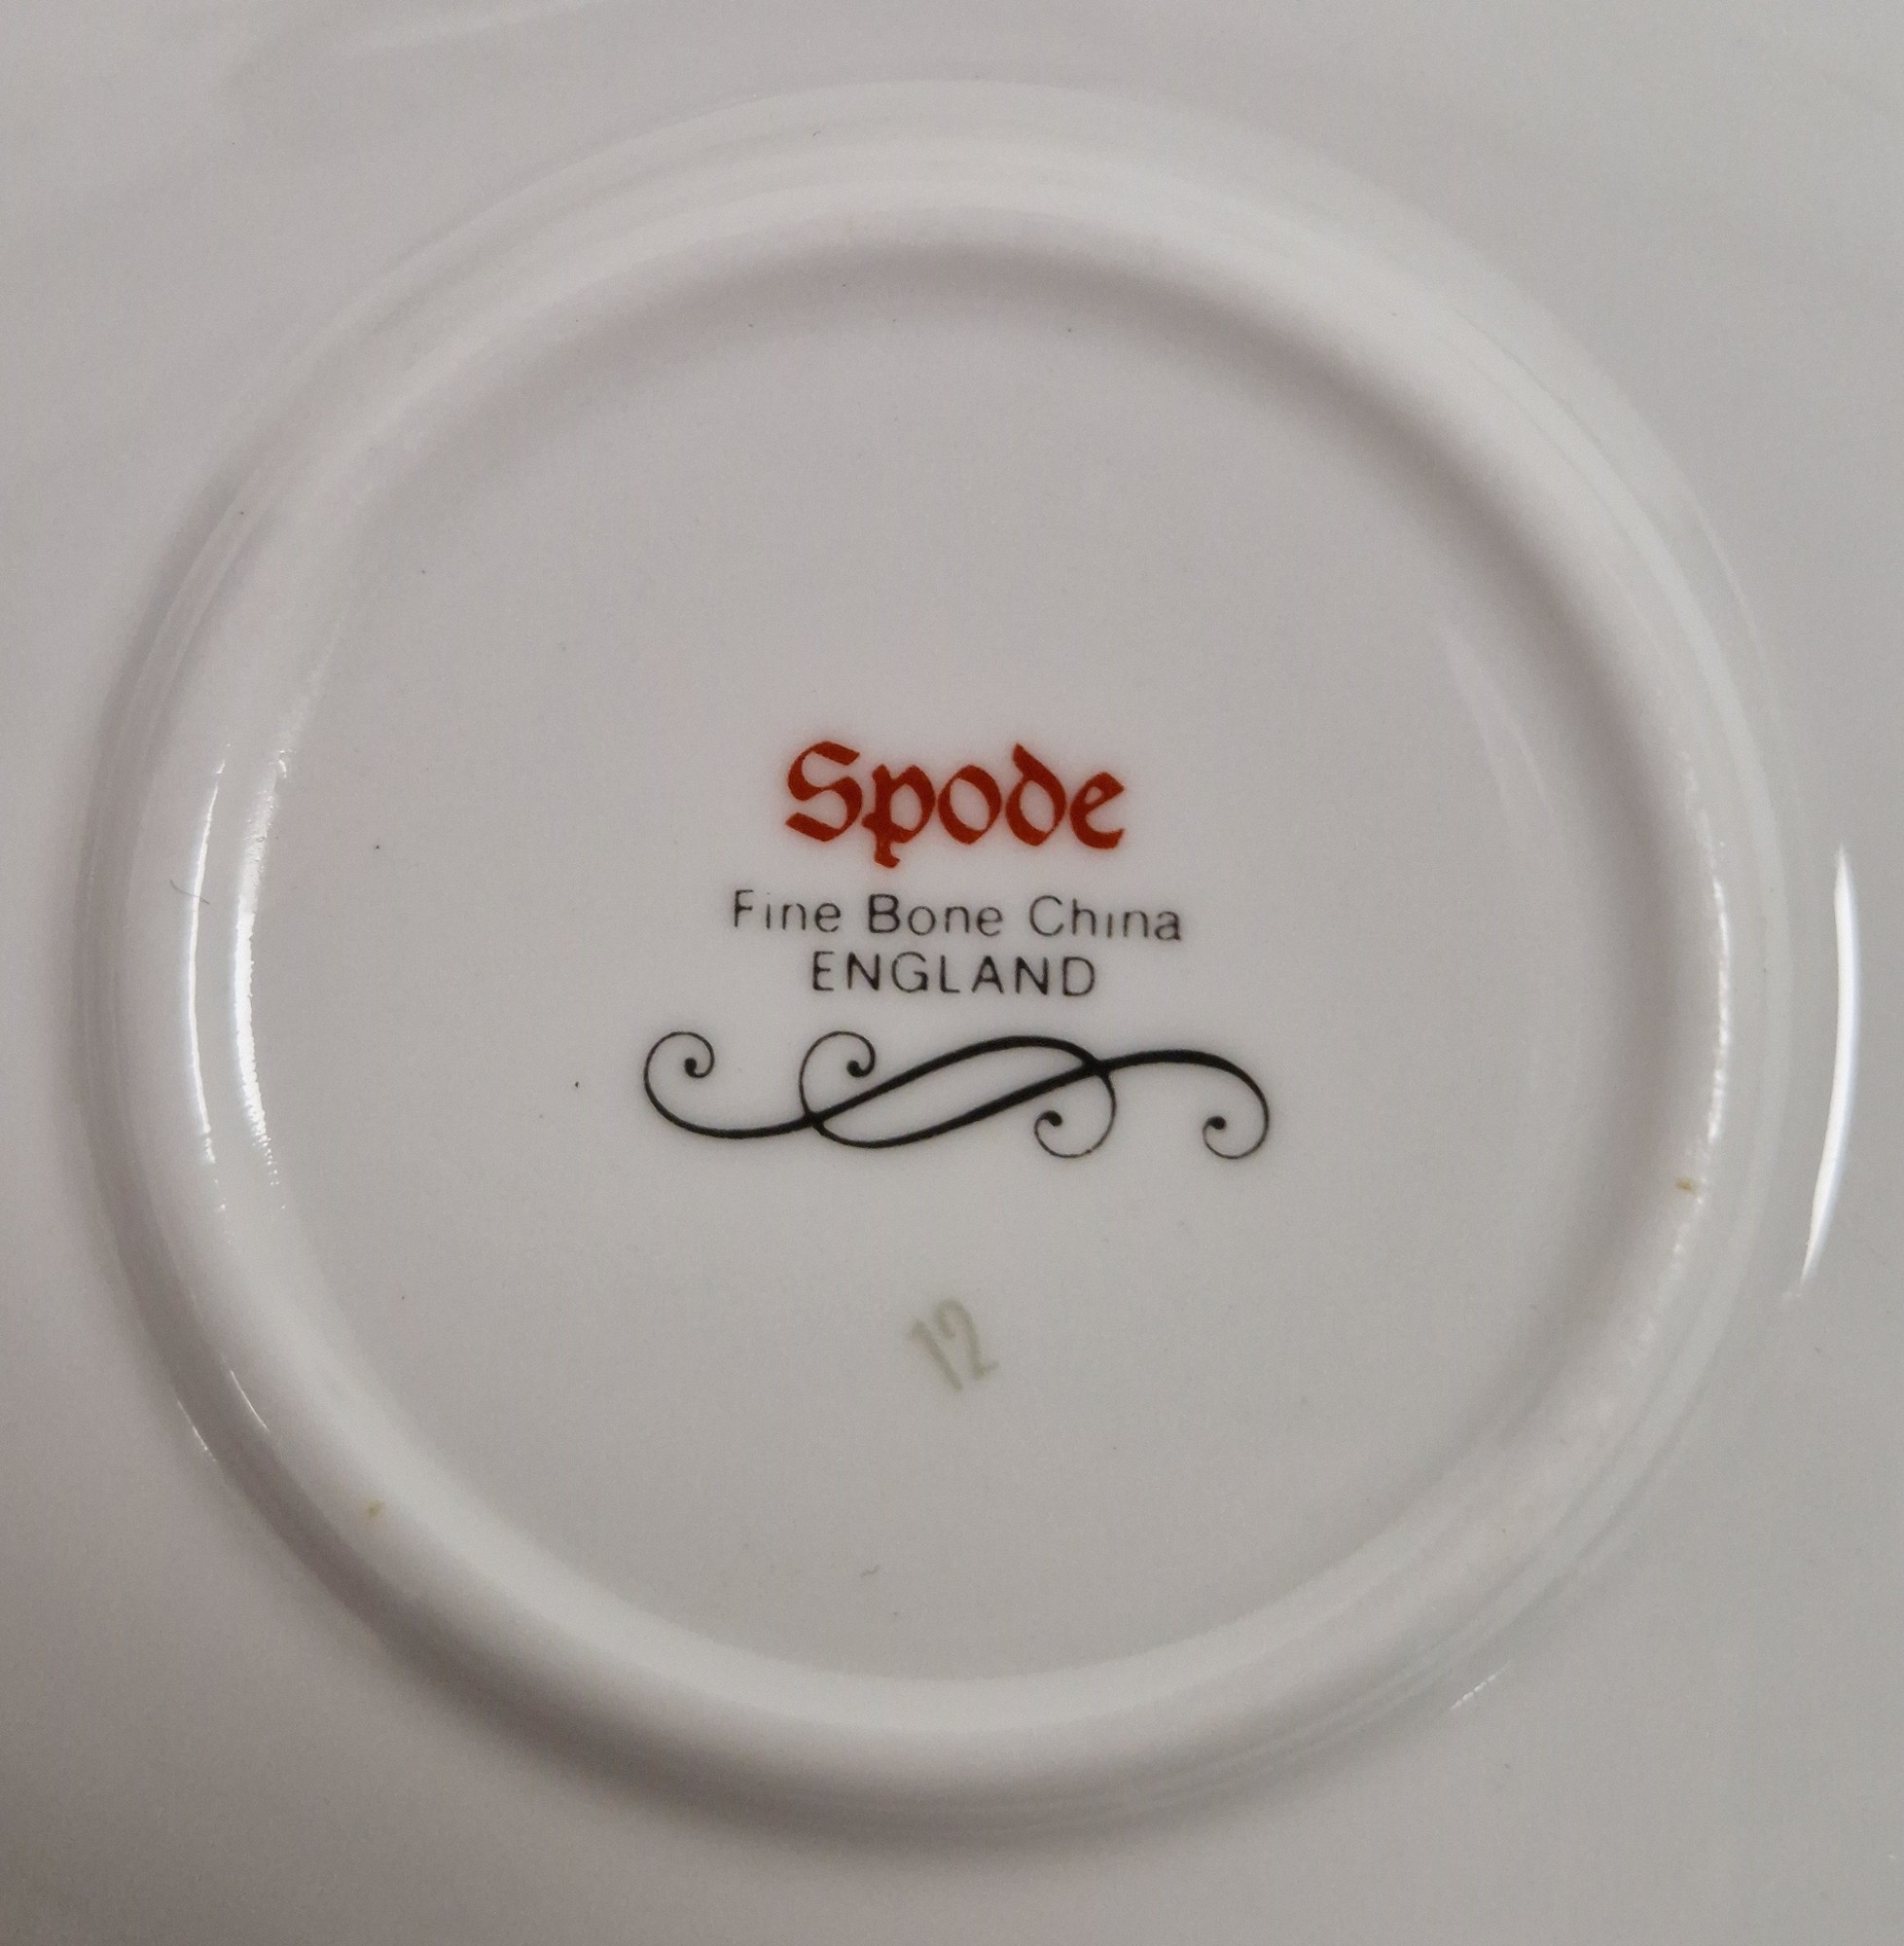 Spode
Fine Bone China
ENGLAND
12